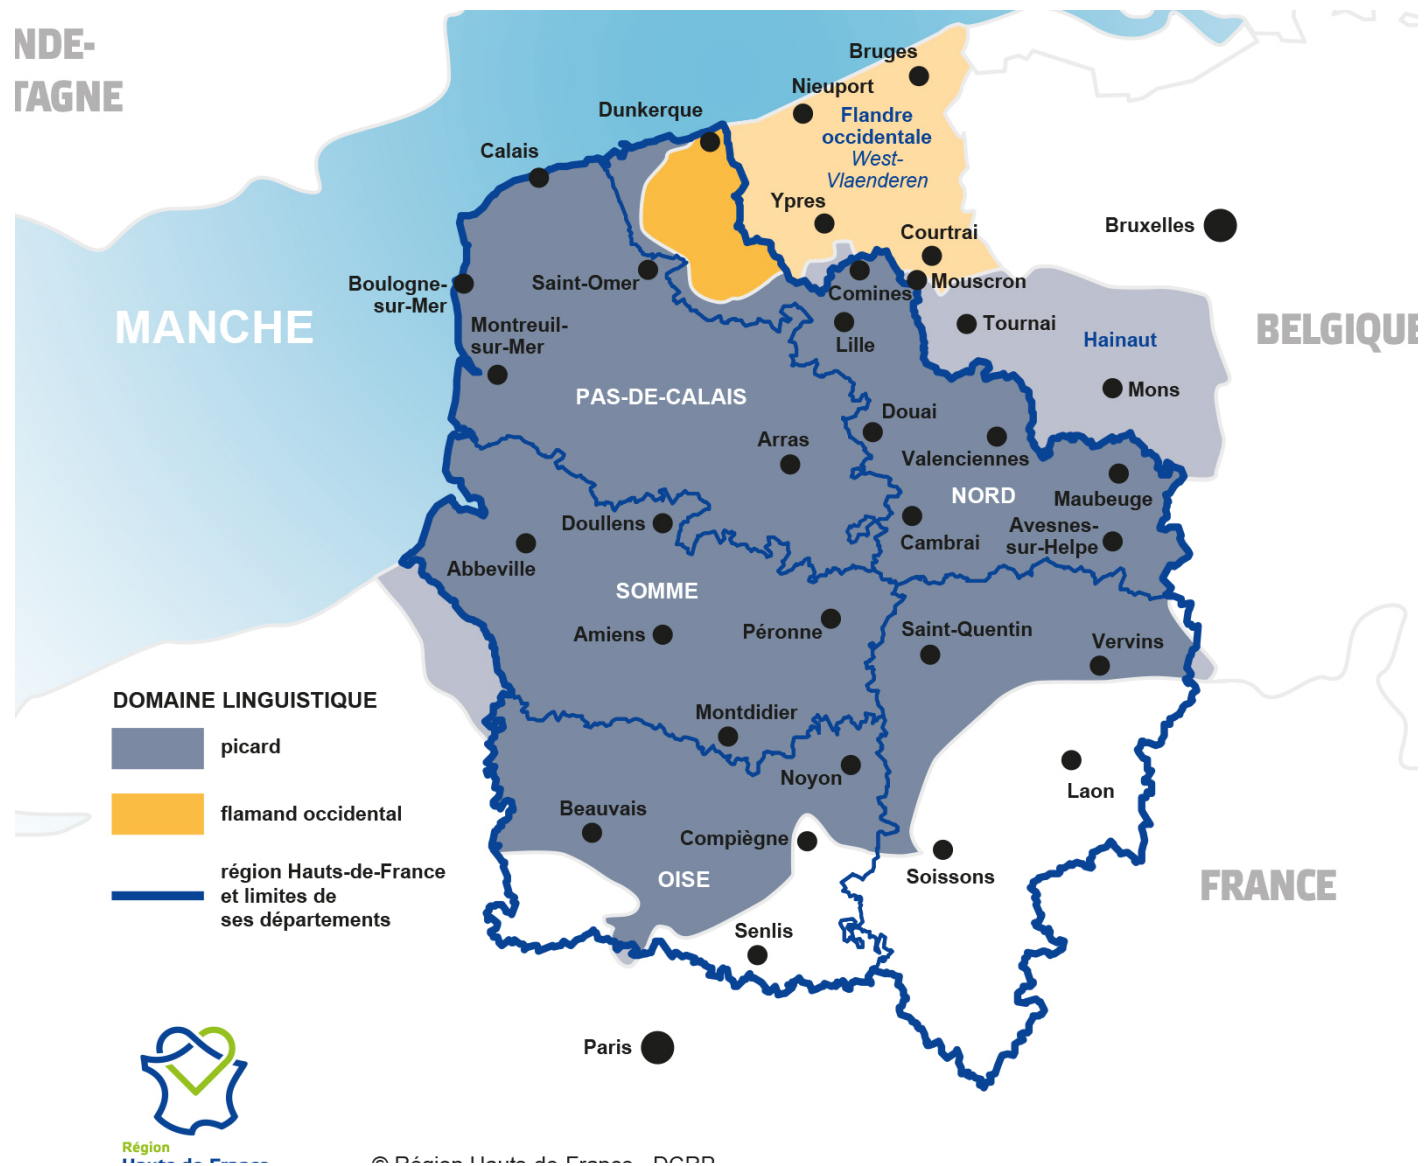 NDE-
TAGNE
Bruges
Nieuport
Flandre
occidentale
West-
Vlaenderen
Dunkerque
Calais
Ypres
Courtrai
Bruxelles
Boulogne-
sur-Mer
Saint-Omer
Comines
Mouscron
MANCHE
Montreuil-
sur-Mer
Lille
Tournai
Hainaut
BELGIQUE
PAS-DE-CALAIS
Mons
Douai
Arras
Valenciennes
NORD
Maubeuge
Doullens
Cambrai
Avesnes-
sur-Helpe
Abbeville
SOMME
Amiens
Péronne
Saint-Quentin
Vervins
DOMAINE LINGUISTIQUE
picard
flamand occidental
région Hauts-de-France
et limites de
ses départements
Montdidier
Noyon
Laon
Beauvais
Compiègne
OISE
Soissons
FRANCE
Senlis
Paris
Région
Hauts-de-France
© Région Hauts-de-France - DCRP